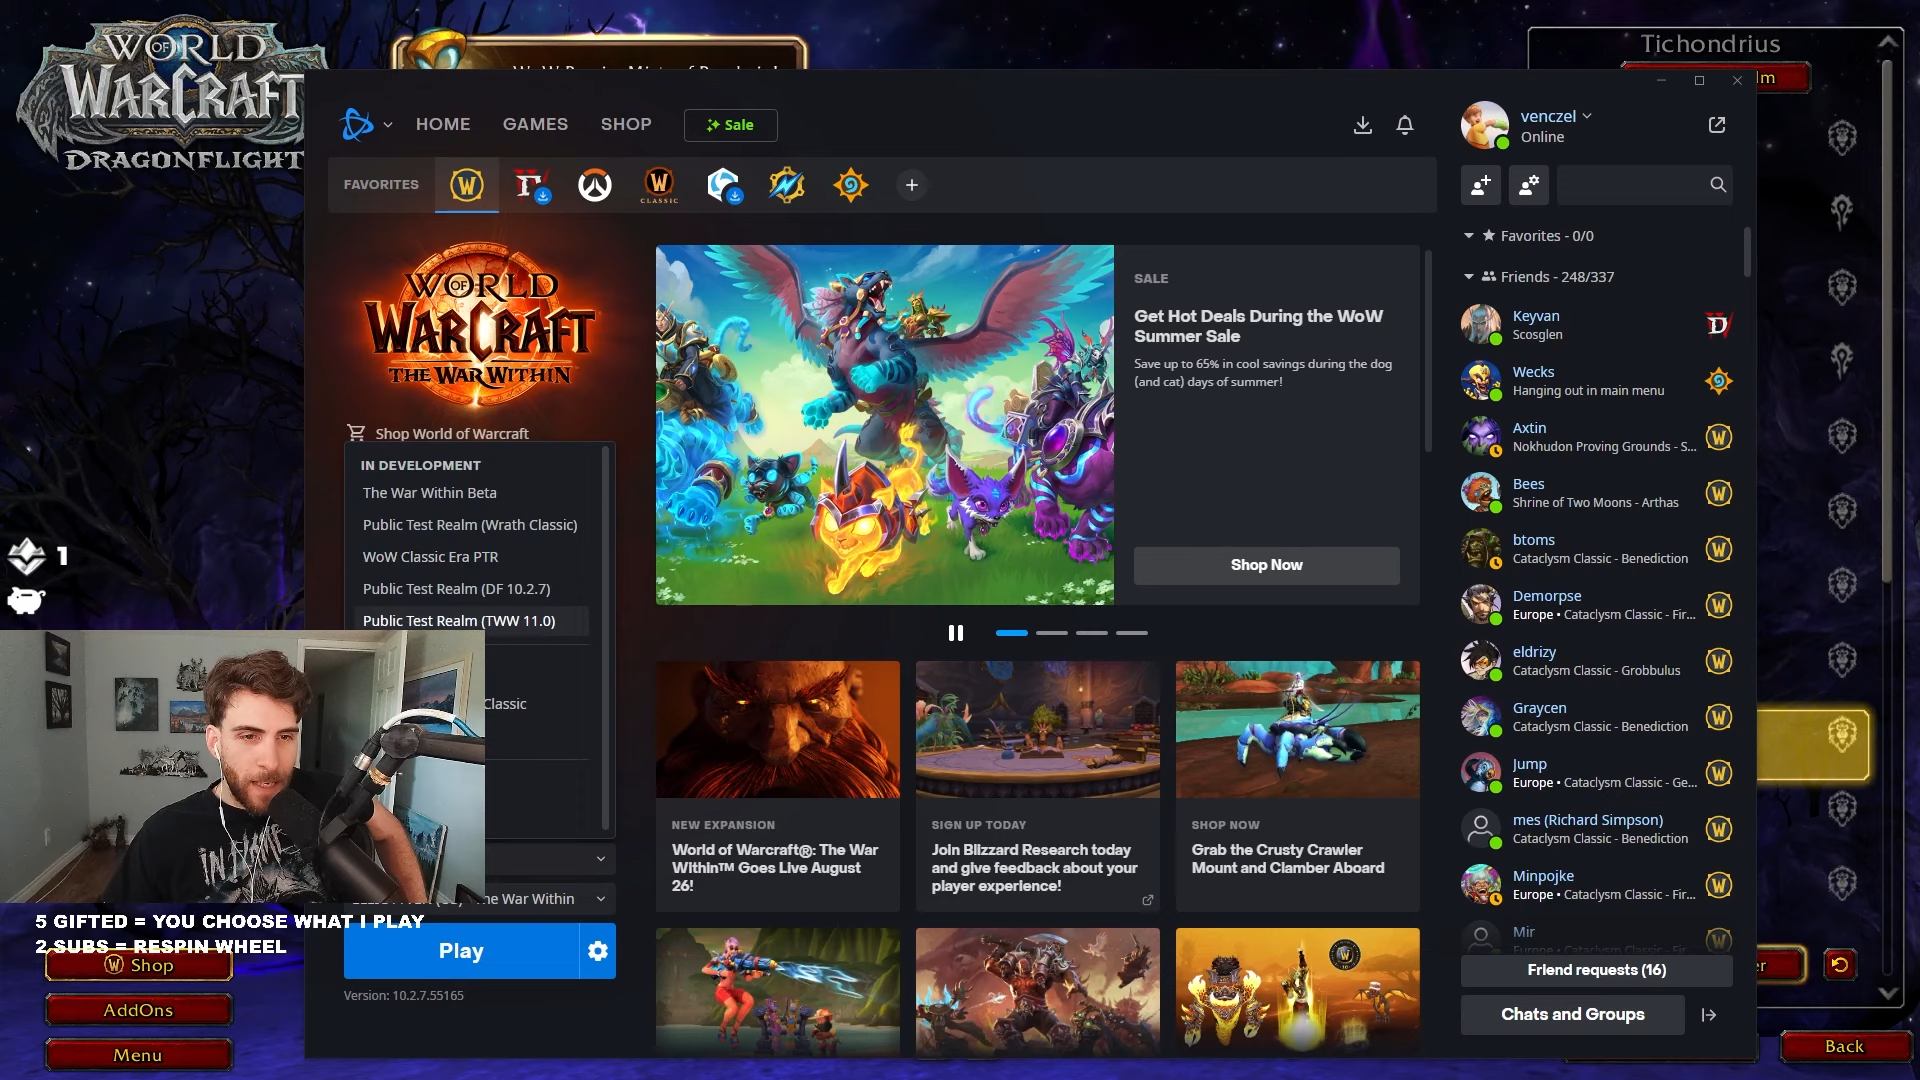 WORLD
OF
WARCRAFT
DRAGONFLIGHT
Tichondrius
HOME
GAMES
SHOP
Sale
venczel
Online
FAVORITES
W
CLASSIC
Favorites - 0/0
Friends - 248/337
WORLD
OF
WARCRAFT
THE WAR WITHIN
Shop World of Warcraft
IN DEVELOPMENT
The War Within Beta
Public Test Realm (Wrath Classic)
WoW Classic Era PTR
Public Test Realm (DF 10.2.7)
Public Test Realm (TWW 11.0)
Classic
The War Within
Play
Version: 10.2.7.55165
SALE
Get Hot Deals During the WoW
Summer Sale
Save up to 65% in cool savings during the dog
(and cat) days of summer!
Shop Now
NEW EXPANSION
World of Warcraft®: The War
Within™ Goes Live August
26!
SIGN UP TODAY
Join Blizzard Research today
and give feedback about your
player experience!
SHOP NOW
Grab the Crusty Crawler
Mount and Clamber Aboard
Keyvan
Scosglen
Wecks
Hanging out in main menu
Axtin
Nokhudon Proving Grounds - S...
Bees
Shrine of Two Moons - Arthas
btoms
Cataclysm Classic - Benediction
Demorpse
Europe • Cataclysm Classic - Fir...
eldrizy
Cataclysm Classic - Grobbulus
Graycen
Cataclysm Classic - Benediction
Jump
Europe • Cataclysm Classic - Ge...
mes (Richard Simpson)
Cataclysm Classic - Benediction
Minpojke
Europe • Cataclysm Classic - Fir...
Mir
Europe • Cataclysm Classic - Fir...
Friend requests (16)
Chats and Groups
1
5 GIFTED = YOU CHOOSE WHAT I PLAY
2 SUBS = RESPIN WHEEL
Shop
AddOns
Menu
Back